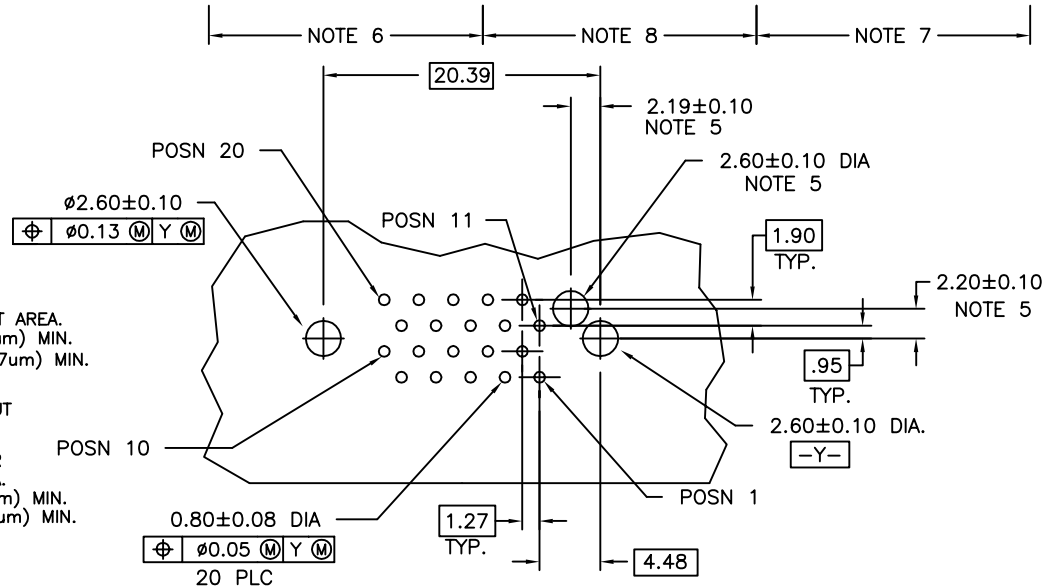 NOTE 6
NOTE 8
NOTE 7
20.39
2.19±0.10
NOTE 5
POSN 20
2.60±0.10 DIA
NOTE 5
ø2.60±0.10
⌖ ø0.13 Ⓜ Y Ⓜ
POSN 11
1.90
TYP.
2.20±0.10
NOTE 5
T AREA.
m) MIN.
7um) MIN.
.95
TYP.
UT
POSN 10
2.60±0.10 DIA.
-Y-
m) MIN.
um) MIN.
POSN 1
0.80±0.08 DIA
⌖ ø0.05 Ⓜ Y Ⓜ
20 PLC
1.27
TYP.
4.48